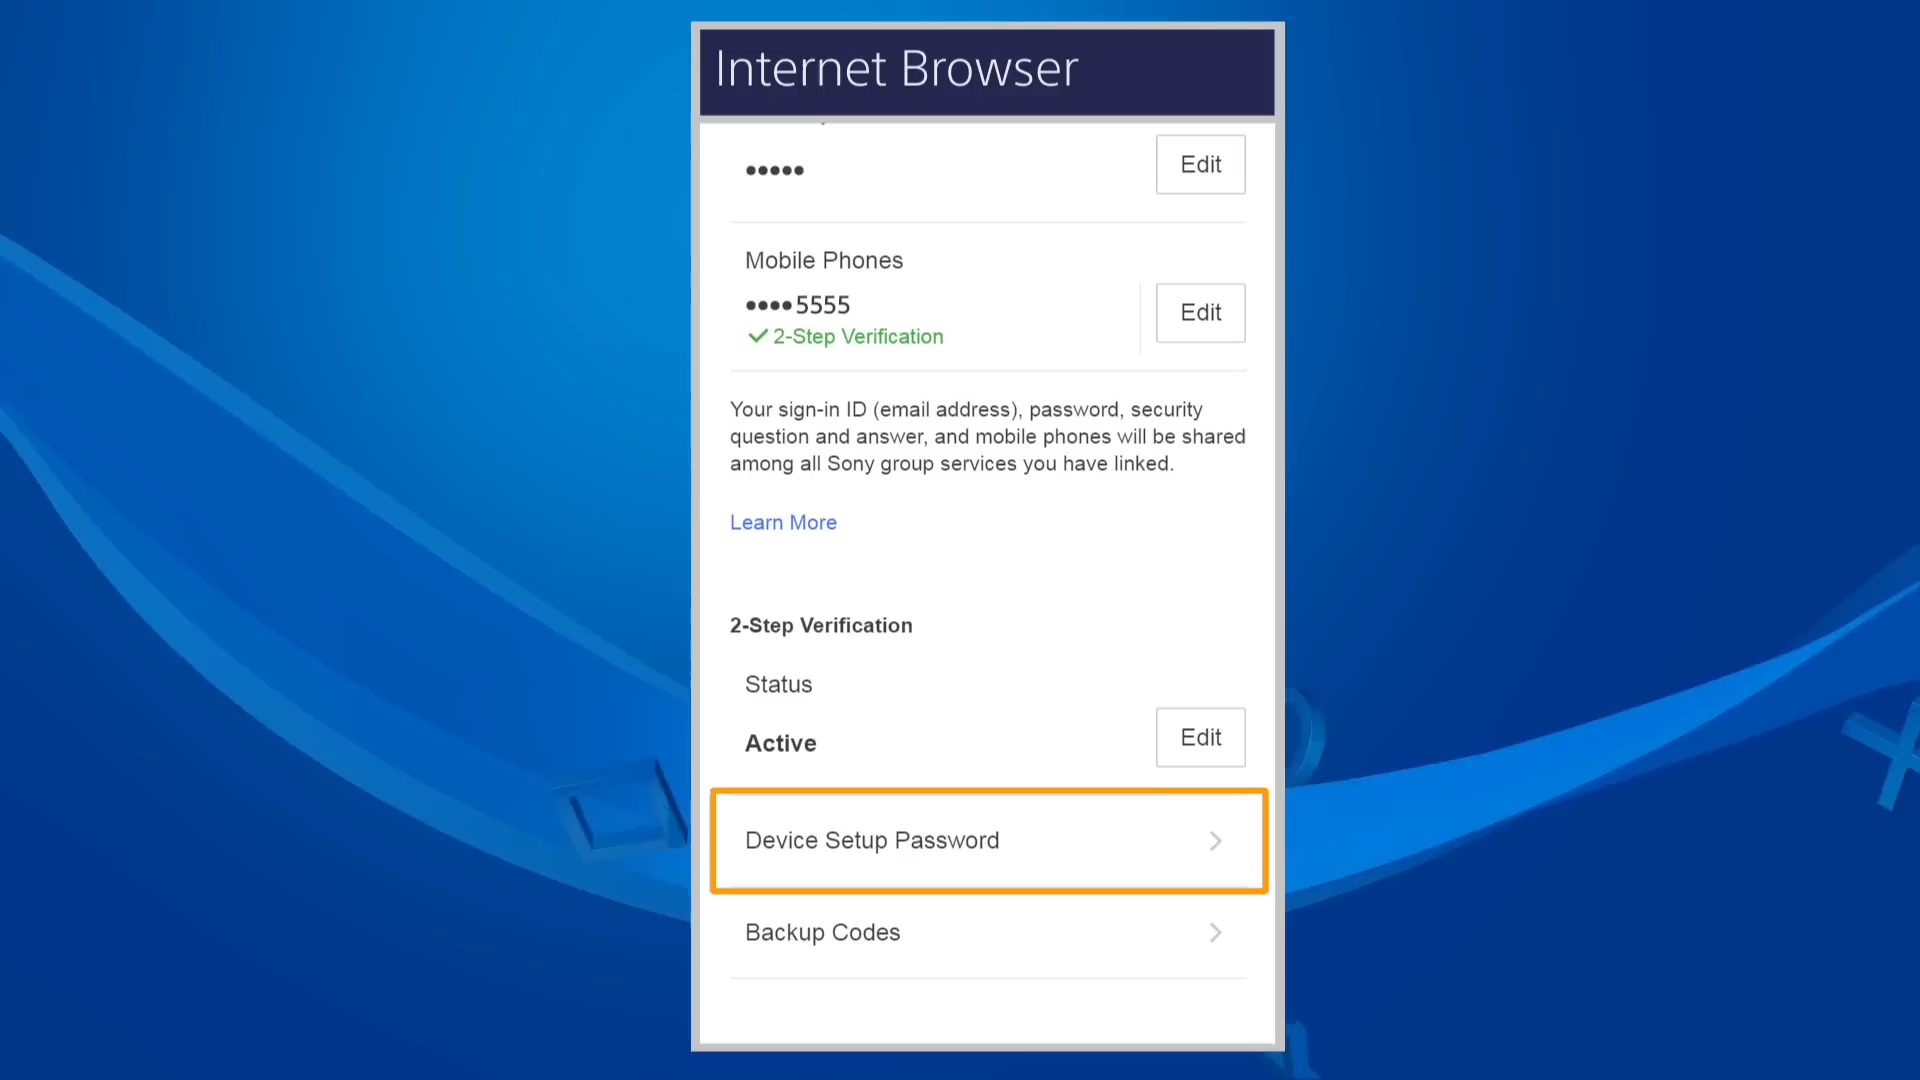 Internet Browser
•••••
Edit
Mobile Phones
••••5555
2-Step Verification
Edit
Your sign-in ID (email address), password, security
question and answer, and mobile phones will be shared
among all Sony group services you have linked.
Learn More
2-Step Verification
Status
Active
Edit
Device Setup Password
Backup Codes